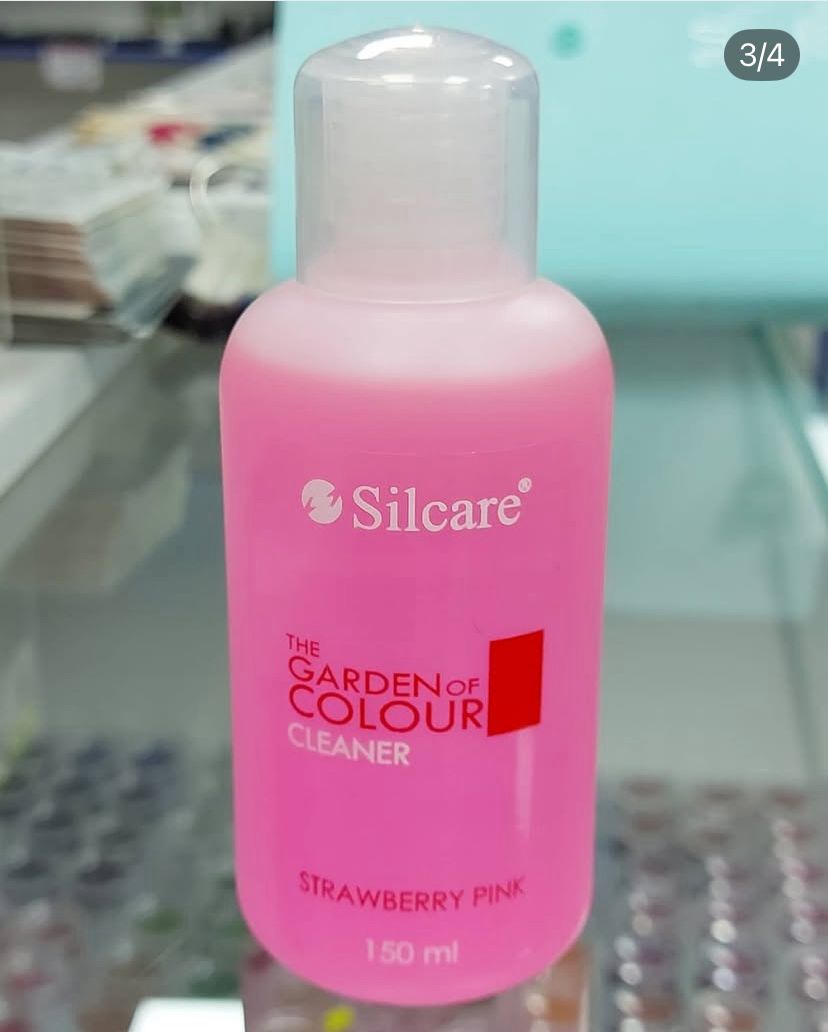 3/4
Silcare®
THE
GARDEN OF
COLOUR
CLEANER
STRAWBERRY PINK
150 ml